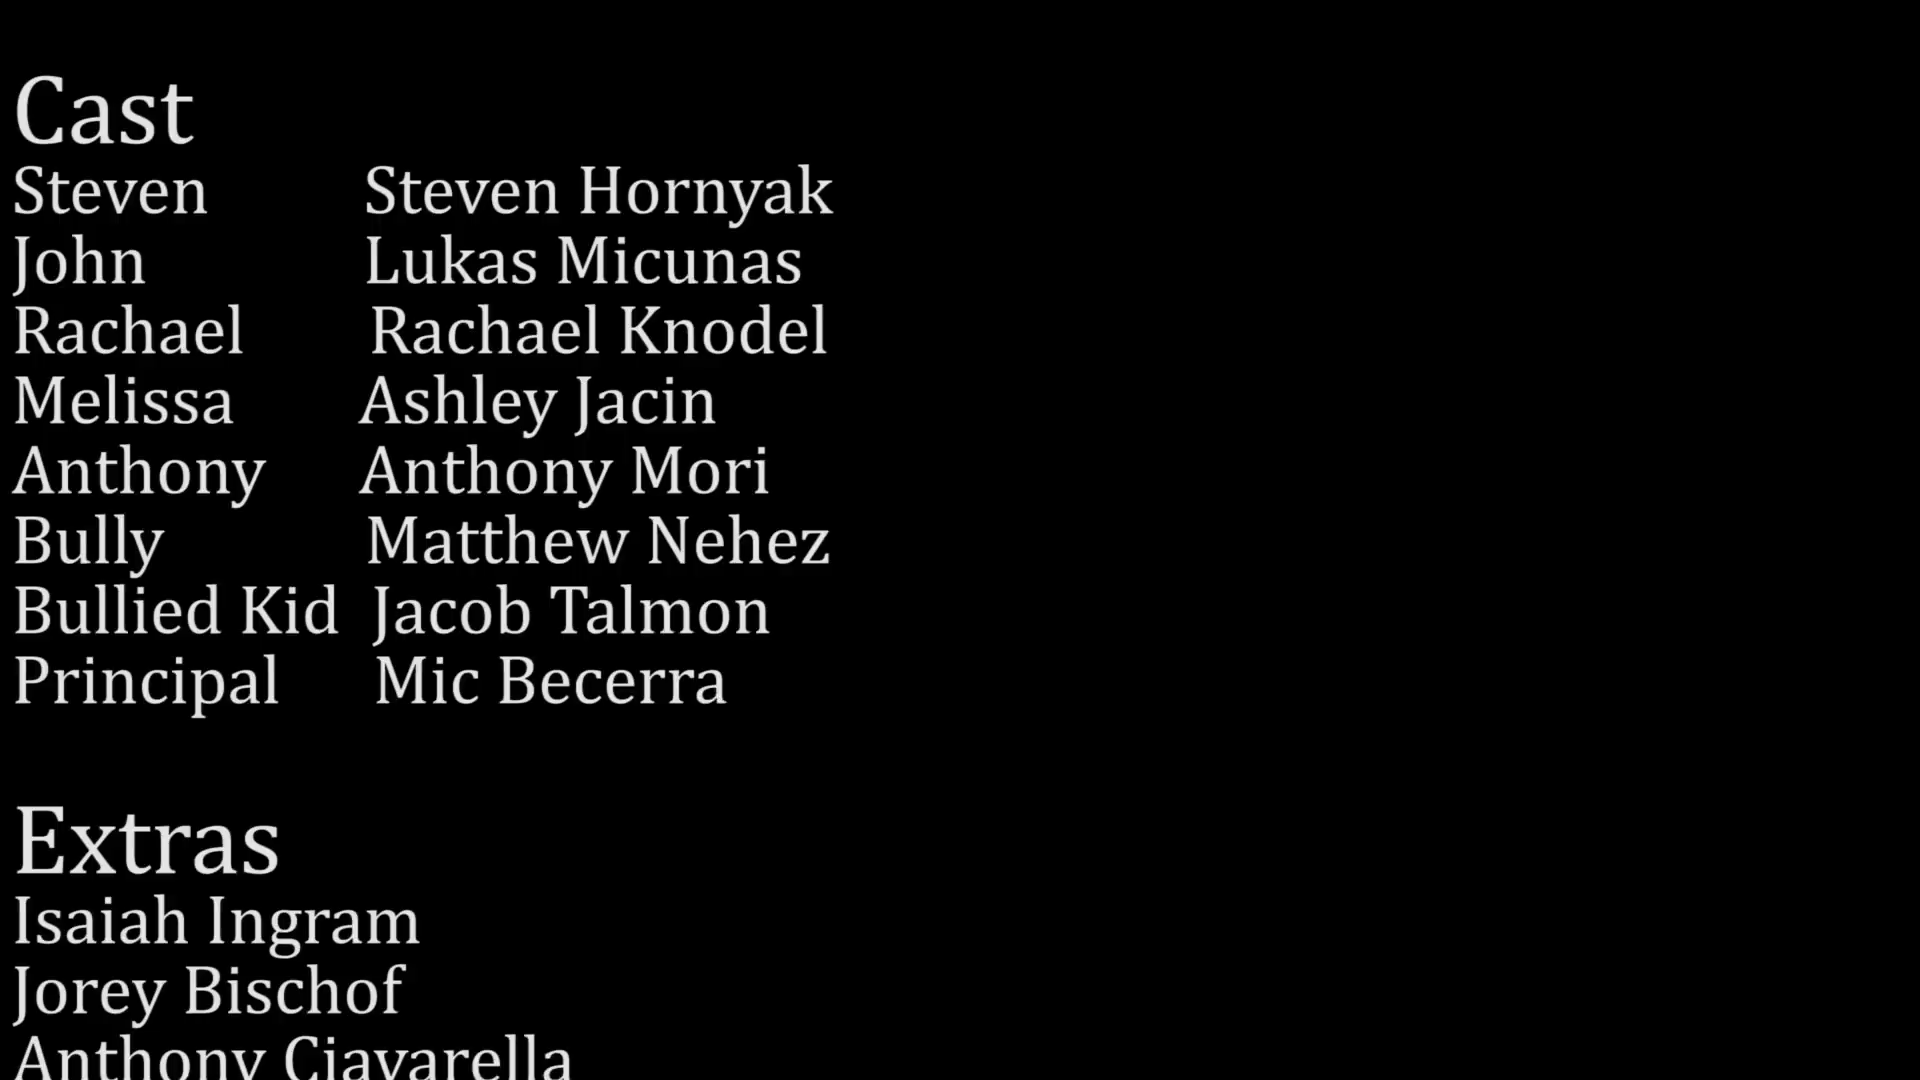 Cast
Steven Steven Hornyak
John Lukas Micunas
Rachael Rachael Knodel
Melissa Ashley Jacin
Anthony Anthony Mori
Bully Matthew Nehez
Bullied Kid Jacob Talmon
Principal Mic Becerra
Extras
Isaiah Ingram
Jorey Bischof
Anthony Ciavarella